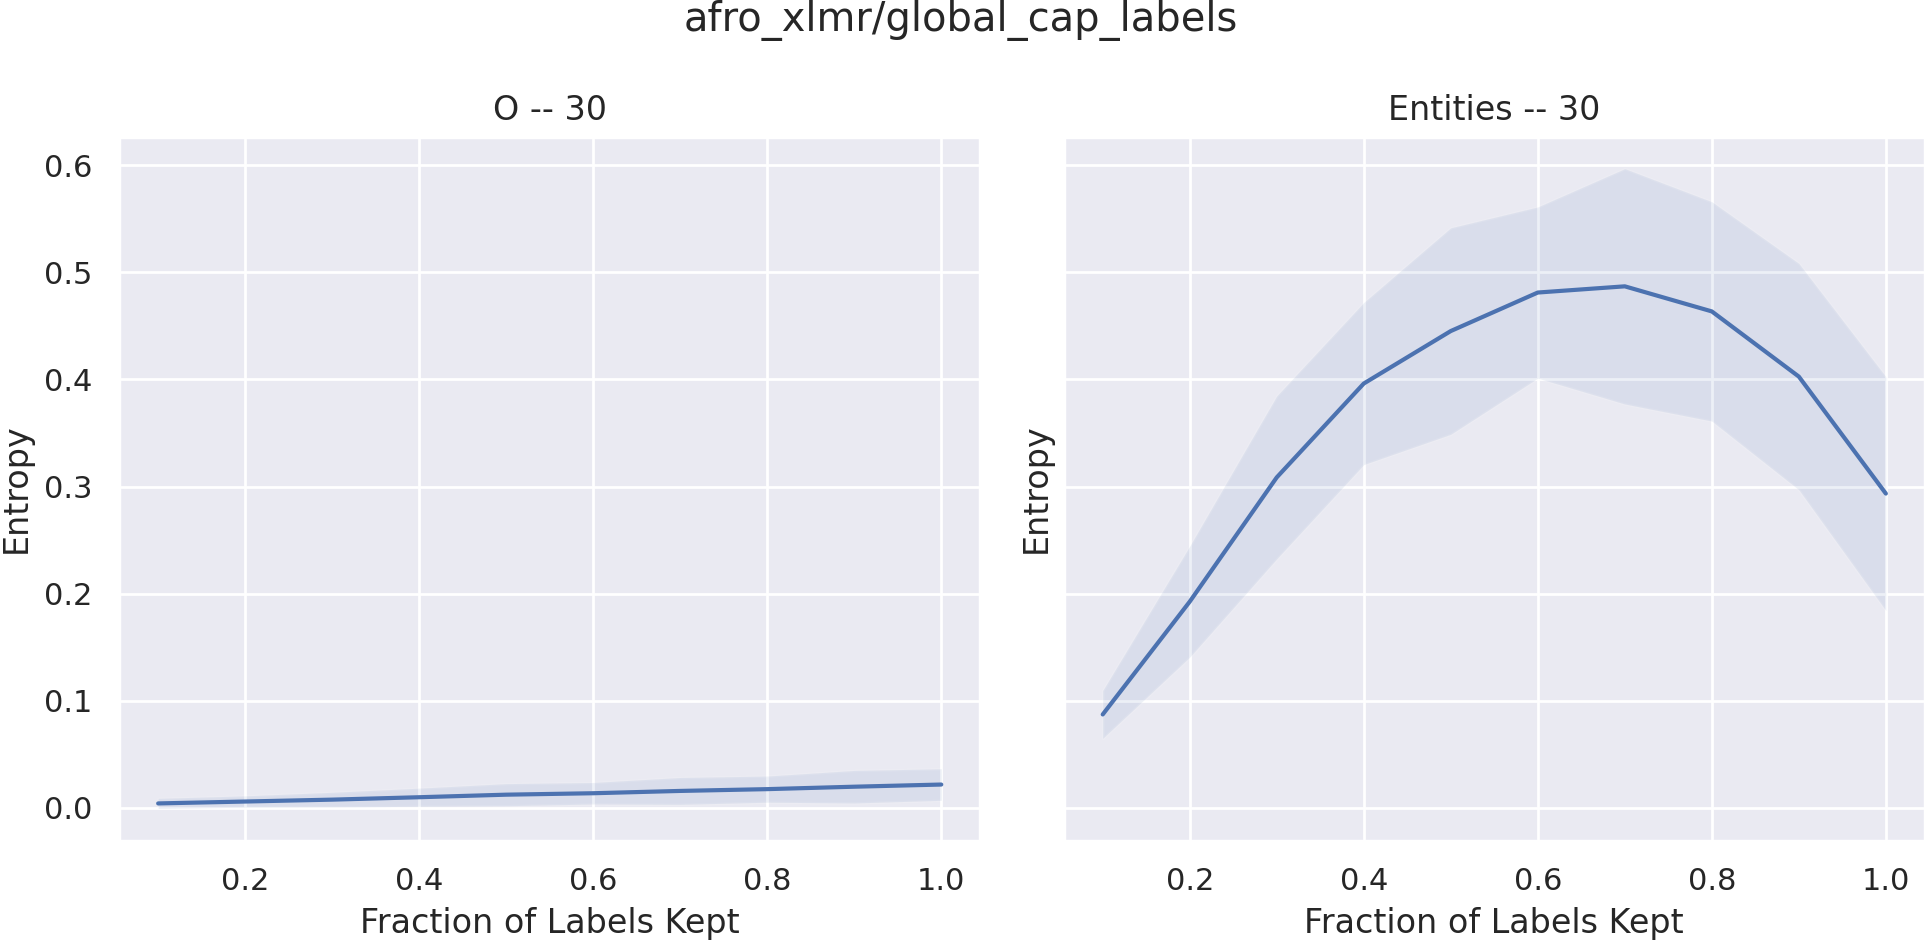 afro_xlmr/global_cap_labels
O -- 30
Entities -- 30
Entropy
0.6
0.5
0.4
0.3
0.2
0.1
0.0
0.2 0.4 0.6 0.8 1.0
Fraction of Labels Kept
Entropy
0.2 0.4 0.6 0.8 1.0
Fraction of Labels Kept